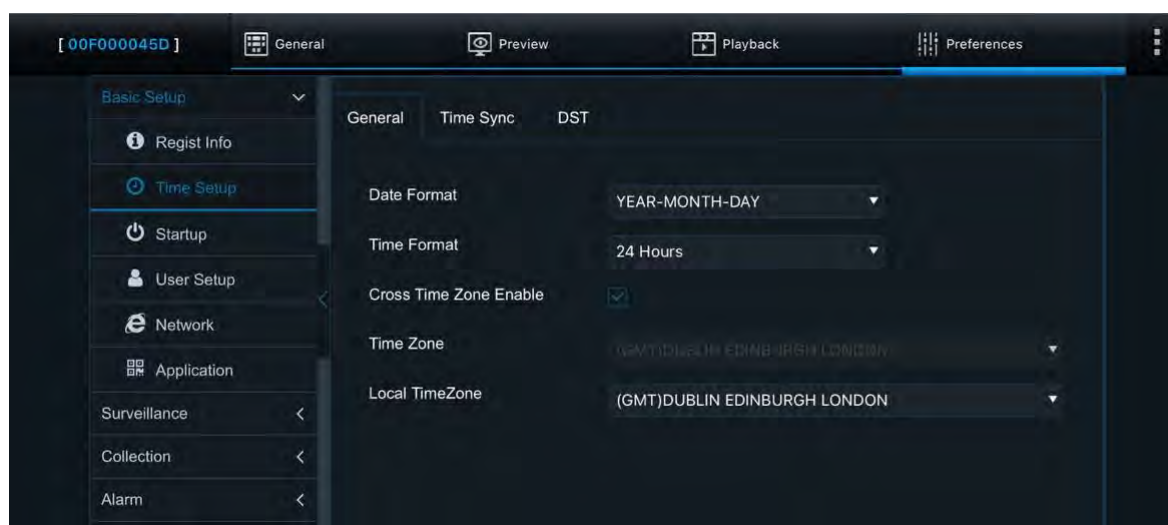 [ 00F000045D ] General Preview Playback Preferences
Basic Setup
General Time Sync DST
Regist Info
Time Setup
Date Format YEAR-MONTH-DAY
Startup
Time Format 24 Hours
User Setup
Cross Time Zone Enable
Network
Time Zone (GMT)DUBLIN EDINBURGH LONDON
Application
Local TimeZone (GMT)DUBLIN EDINBURGH LONDON
Surveillance
Collection
Alarm